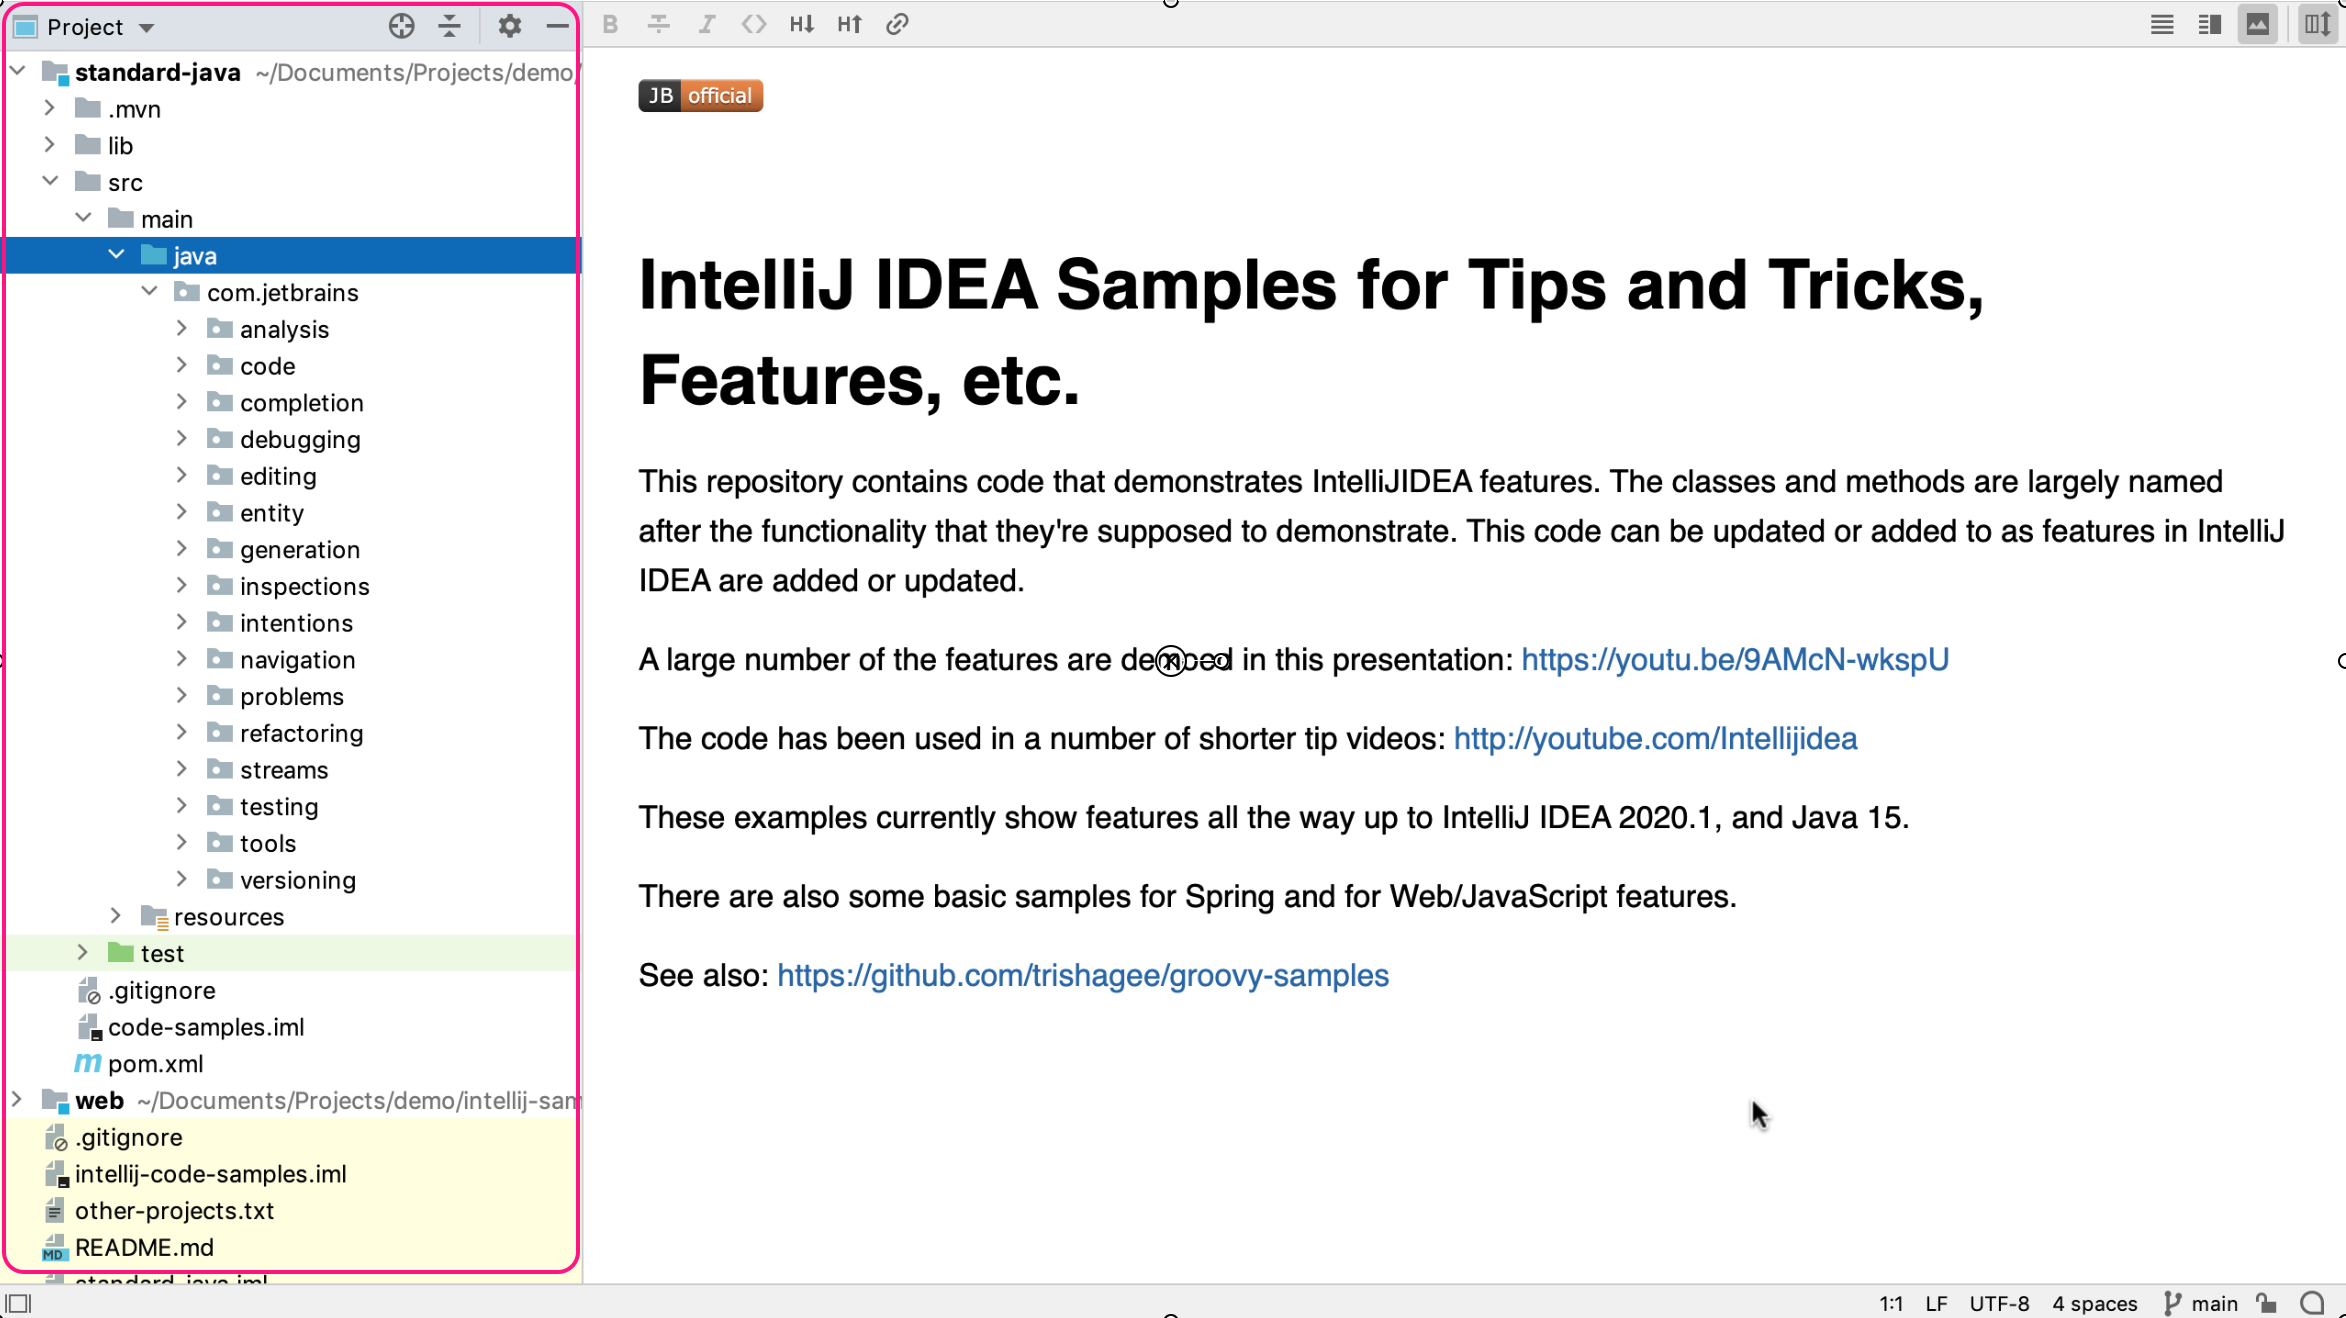 Project
standard-java ~/Documents/Projects/demo/
.mvn
lib
src
main
java
com.jetbrains
analysis
code
completion
debugging
editing
entity
generation
inspections
intentions
navigation
problems
refactoring
streams
testing
tools
versioning
resources
test
.gitignore
code-samples.iml
m pom.xml
web ~/Documents/Projects/demo/intellij-sam
.gitignore
intellij-code-samples.iml
other-projects.txt
MD README.md
standard-java.iml
B I <> H↓ H↑
JB official
IntelliJ IDEA Samples for Tips and Tricks,
Features, etc.
This repository contains code that demonstrates IntelliJIDEA features. The classes and methods are largely named
after the functionality that they're supposed to demonstrate. This code can be updated or added to as features in IntelliJ
IDEA are added or updated.
A large number of the features are demoed in this presentation: https://youtu.be/9AMcN-wkspU
The code has been used in a number of shorter tip videos: http://youtube.com/Intellijidea
These examples currently show features all the way up to IntelliJ IDEA 2020.1, and Java 15.
There are also some basic samples for Spring and for Web/JavaScript features.
See also: https://github.com/trishagee/groovy-samples
1:1 LF UTF-8 4 spaces main